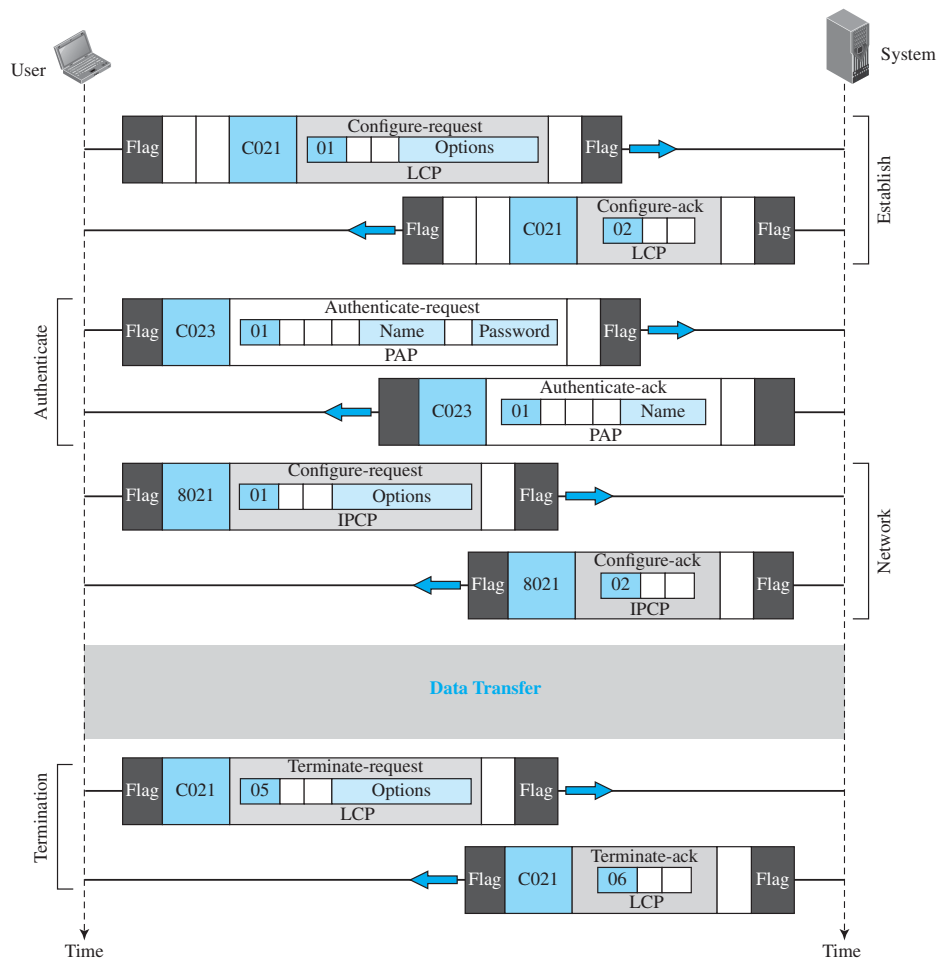 User
System
Configure-request
Flag C021 01 Options Flag
LCP
Establish
Configure-ack
Flag C021 02 Flag
LCP
Authenticate
Authenticate-request
Flag C023 01 Name Password Flag
PAP
Authenticate-ack
C023 01 Name
PAP
Network
Configure-request
Flag 8021 01 Options Flag
IPCP
Configure-ack
Flag 8021 02 Flag
IPCP
Data Transfer
Termination
Terminate-request
Flag C021 05 Options Flag
LCP
Terminate-ack
Flag C021 06 Flag
LCP
Time
Time